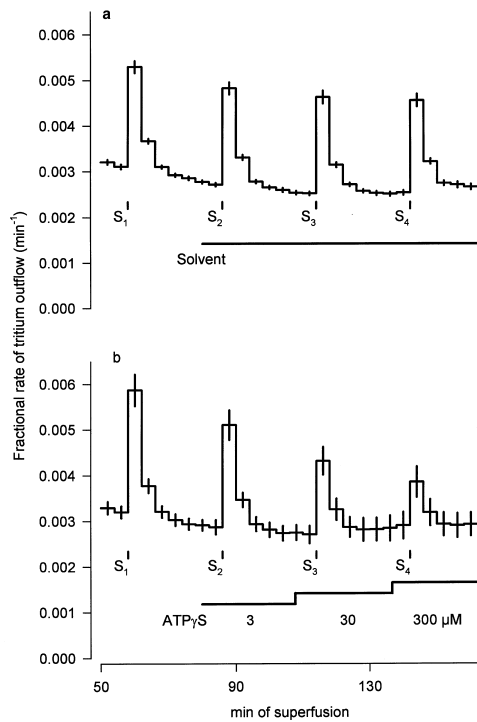 a
0.006
0.005
0.004
0.003
0.002
0.001
0.000
S1 S2 S3 S4
Solvent
Fractional rate of tritium outflow (min-1)
b
0.006
0.005
0.004
0.003
0.002
0.001
0.000
S1 S2 S3 S4
ATPγS 3 30 300 µM
50 90 130
min of superfusion